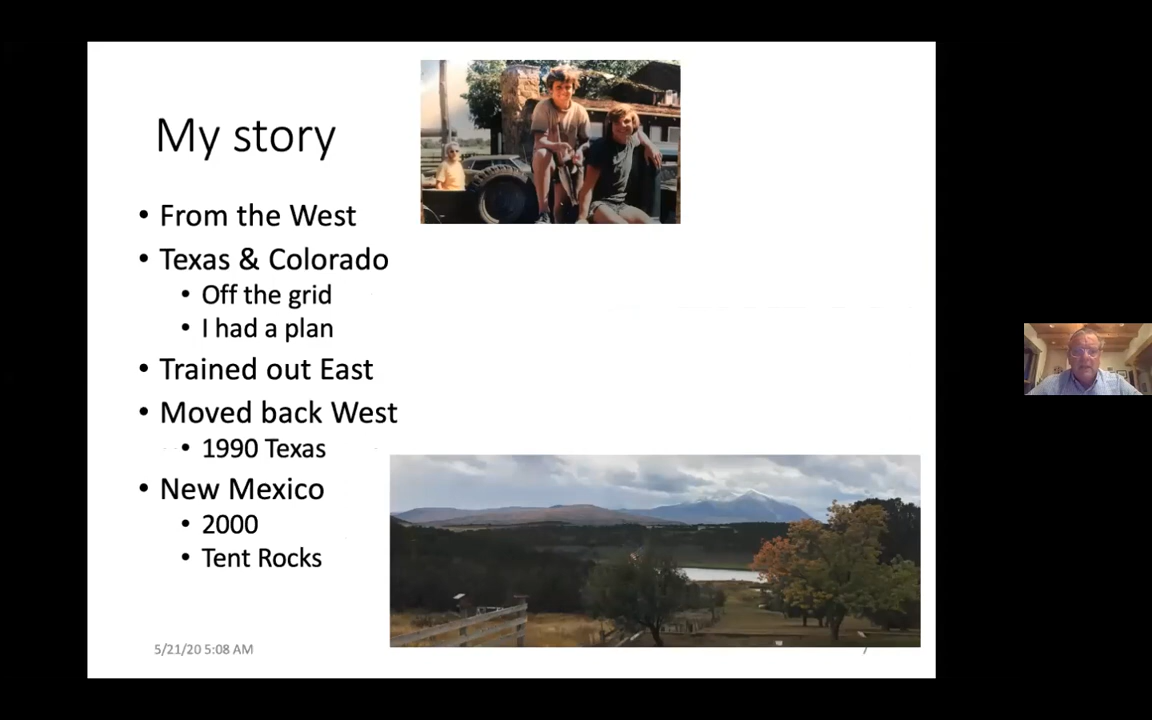 My story
• From the West
• Texas & Colorado
• Off the grid
• I had a plan
• Trained out East
• Moved back West
• 1990 Texas
• New Mexico
• 2000
• Tent Rocks
5/21/20 5:08 AM